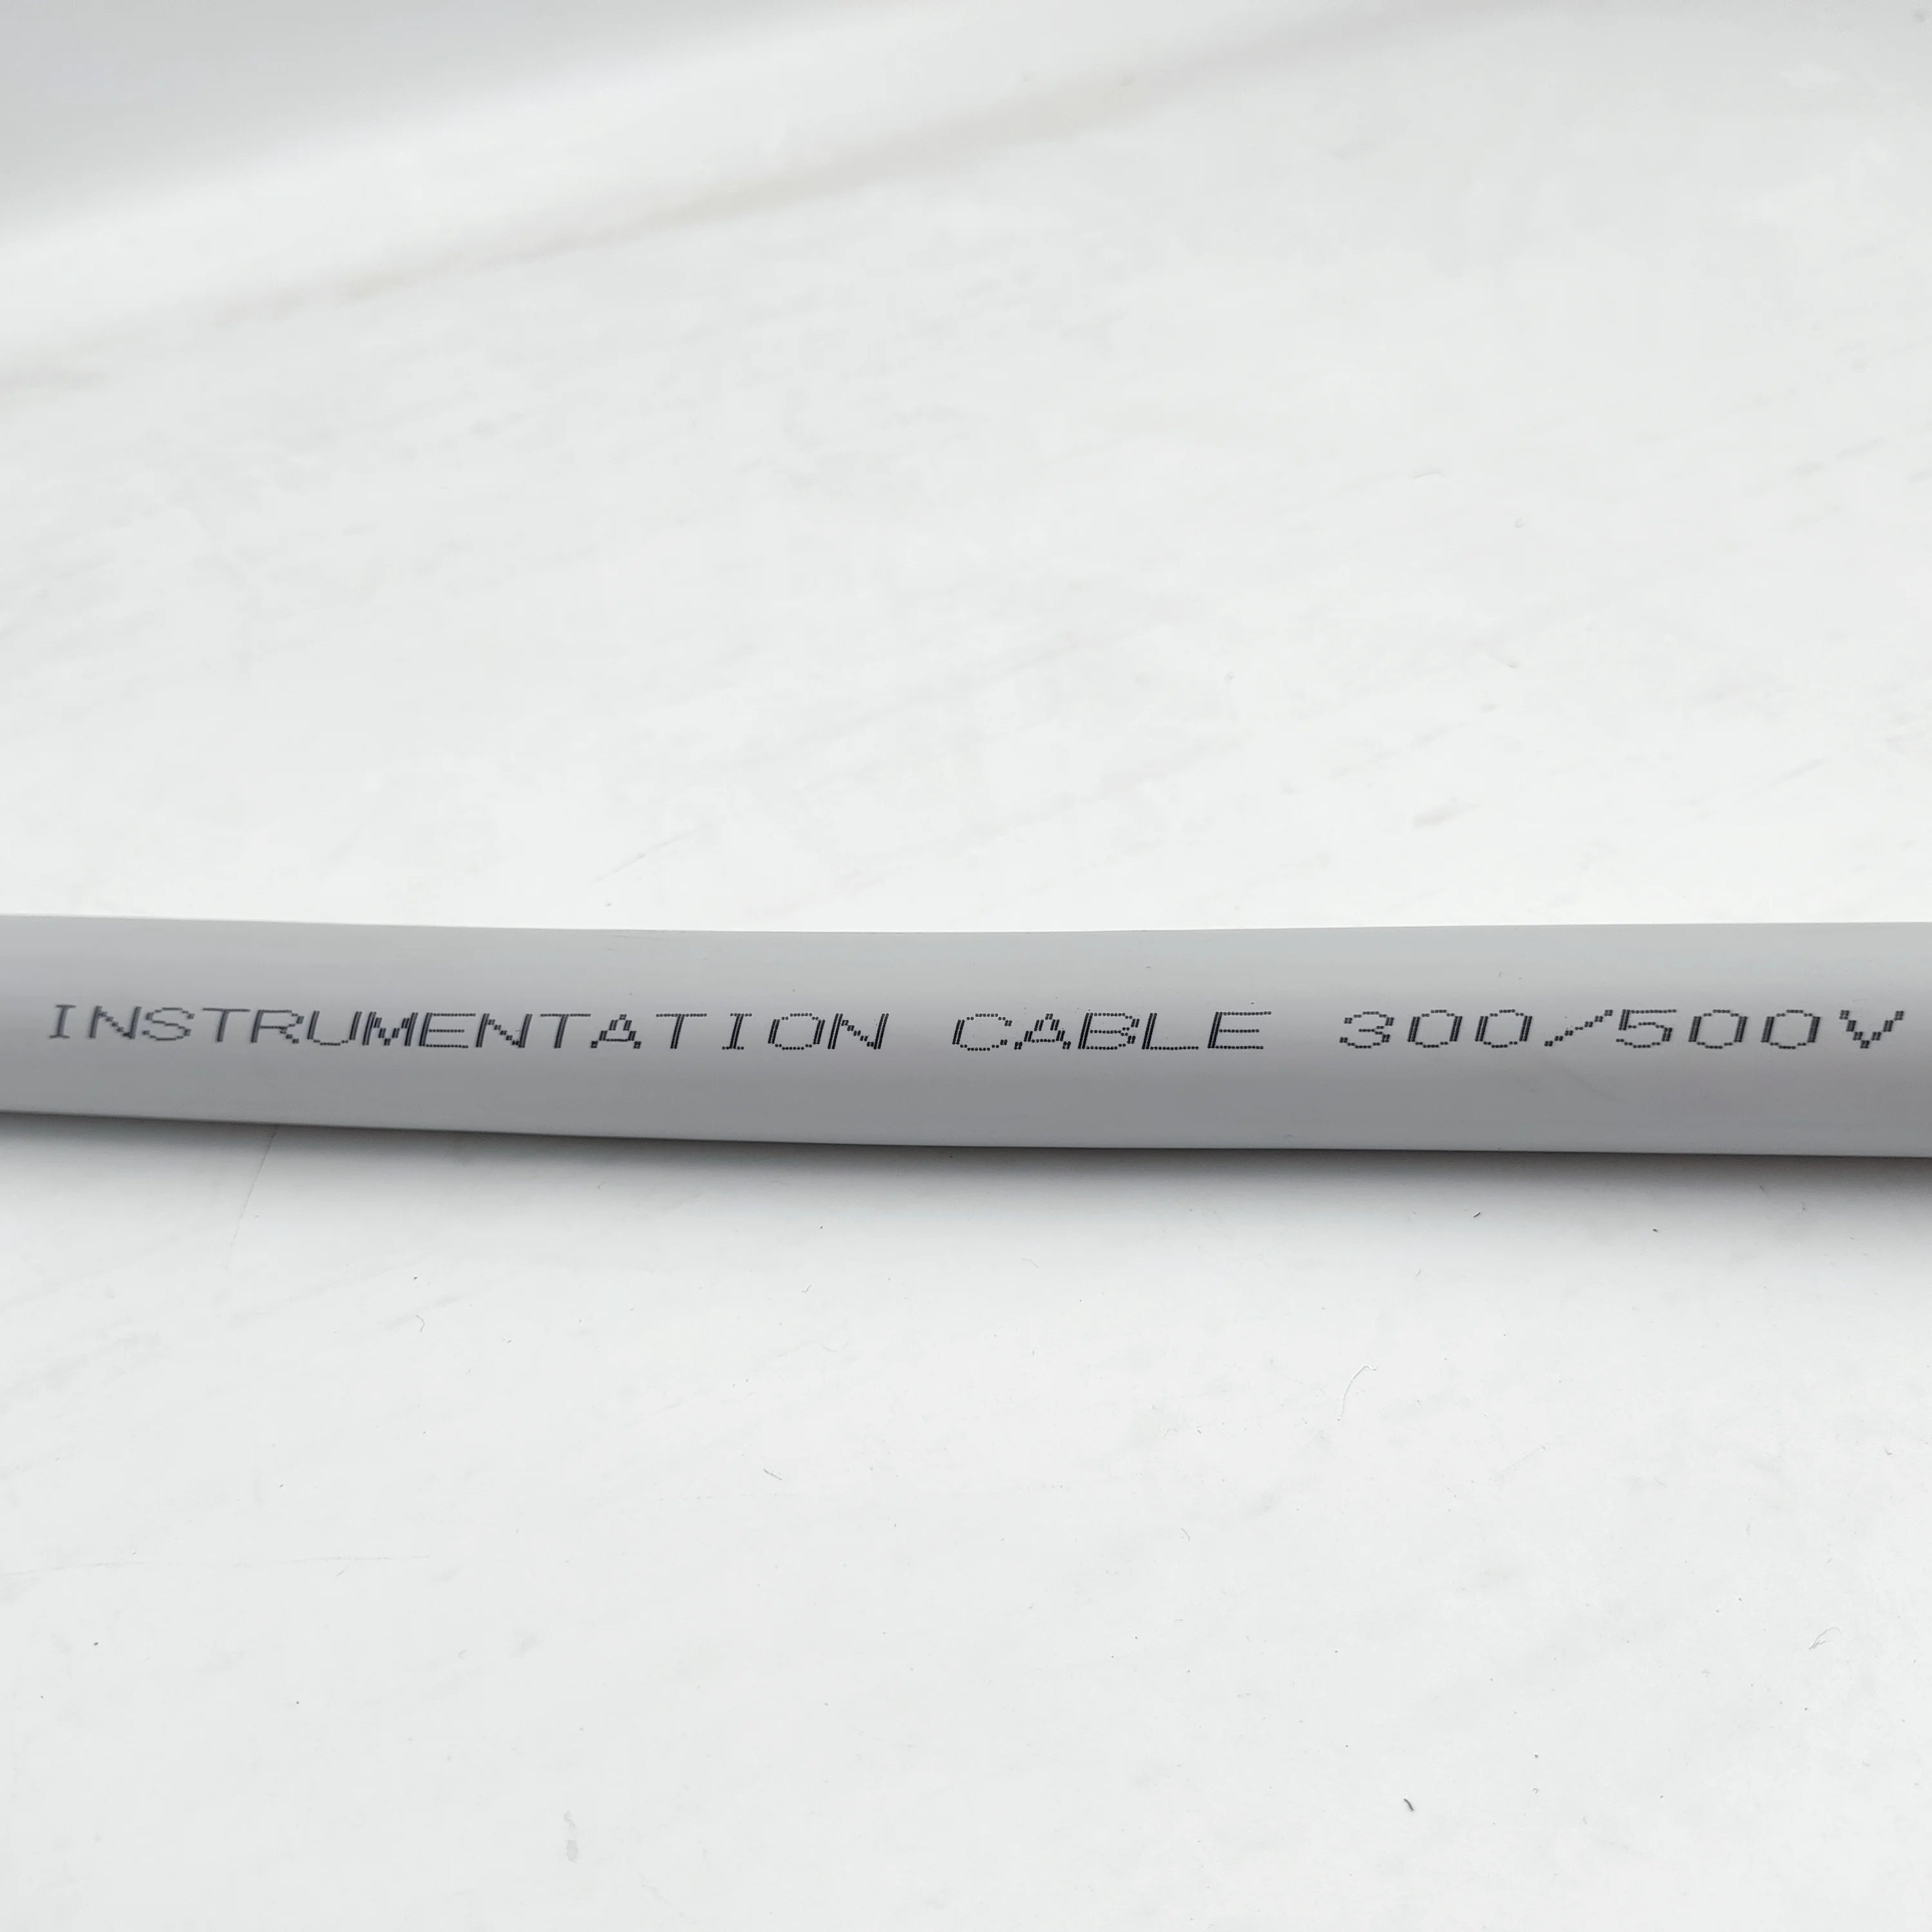 INSTRUMENTATION CABLE 300/500V